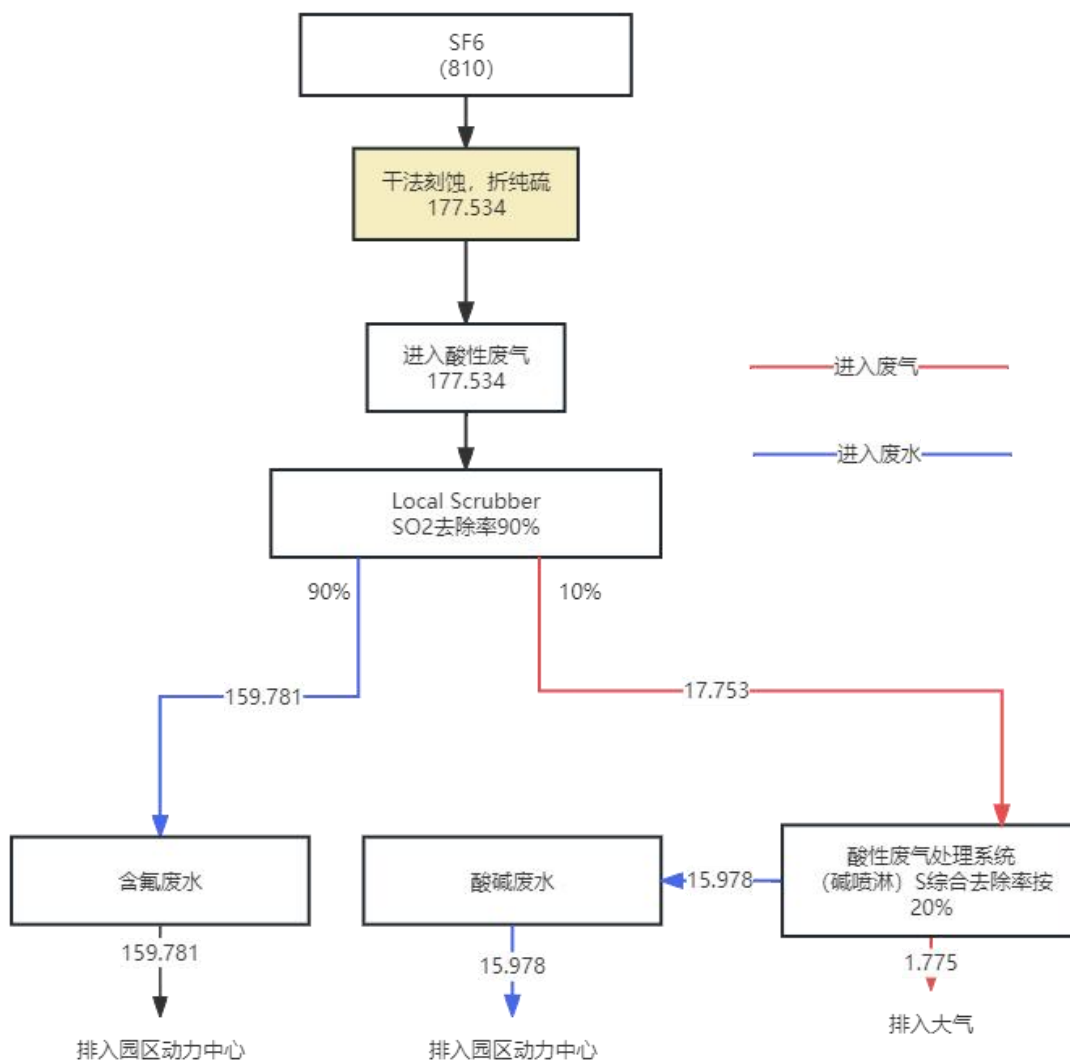 SF6
（810）
干法刻蚀，折纯硫
177.534
进入酸性废气
177.534
进入废气
进入废水
Local Scrubber
SO2去除率90%
90%
10%
159.781
17.753
含氟废水
酸碱废水
15.978
酸性废气处理系统
（碱喷淋）S综合去除率按
20%
159.781
15.978
1.775
排入园区动力中心
排入园区动力中心
排入大气